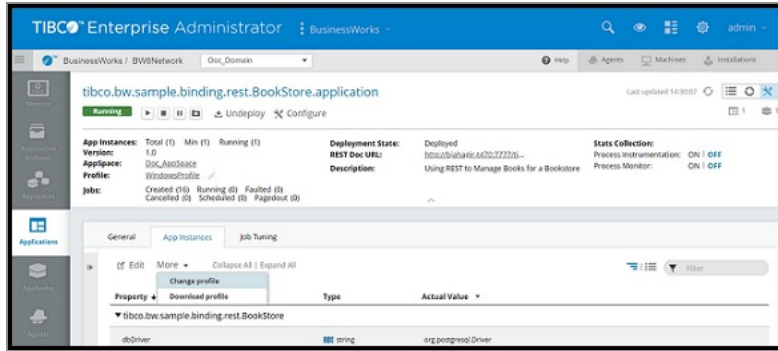 TIBCO™ Enterprise Administrator BusinessWorks admin
BusinessWorks / BW6Network Doc_Domain Help Agents Machines Installations
Monitor
tibco.bw.sample.binding.rest.BookStore.application Last updated 14:30:07
Running Undeploy Configure
1
App Instances: Total (1) Min (1) Running (1) Deployment State: Deployed Stats Collection:
Version: 1.0 REST Doc URL: Process Instrumentation: ON | OFF
AppSpace: Doc_AppSpace Description: Using REST to Manage Books for a Bookstore Process Monitor: ON | OFF
Profile: WindowsProfile
Jobs: Created (16) Running (0) Faulted (0)
Cancelled (0) Scheduled (0) Pagedout (0)
Applications
General App Instances Job Tuning
Edit More Collapse All | Expand All Filter
Change profile
Download profile
Property Type Actual Value
tibco.bw.sample.binding.rest.BookStore
dbDriver string org.postgresql.Driver
AppNodes
Agents